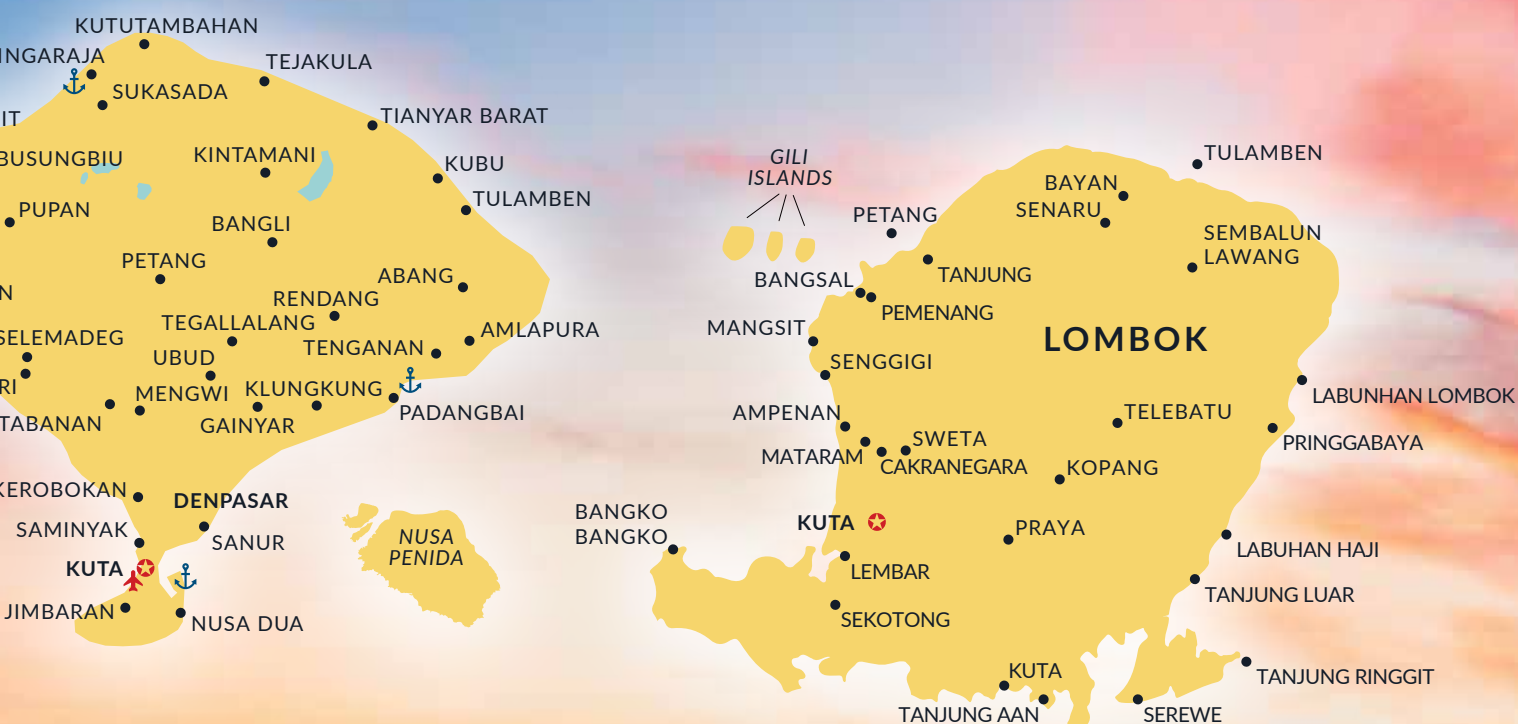 KUTUTAMBAHAN
INGARAJA
TEJAKULA
SUKASADA
IT
TIANYAR BARAT
BUSUNGBIU
KINTAMANI
KUBU
TULAMBEN
PUPAN
BANGLI
PETANG
ABANG
N
RENDANG
TEGALLALANG
SELEMADEG
AMLAPURA
TENGANAN
UBUD
RI
MENGWI
KLUNGKUNG
TABANAN
GAINYAR
PADANGBAI
KEROBOKAN
DENPASAR
SAMINYAK
SANUR
KUTA
JIMBARAN
NUSA DUA
NUSA
PENIDA
GILI
ISLANDS
TULAMBEN
BAYAN
SENARU
PETANG
SEMBALUN
LAWANG
TANJUNG
BANGSAL
PEMENANG
MANGSIT
LOMBOK
SENGGIGI
LABUNHAN LOMBOK
AMPENAN
TELEBATU
SWETA
PRINGGABAYA
MATARAM
CAKRANEGARA
KOPANG
BANGKO
BANGKO
KUTA
PRAYA
LABUHAN HAJI
LEMBAR
TANJUNG LUAR
SEKOTONG
KUTA
TANJUNG RINGGIT
TANJUNG AAN
SEREWE